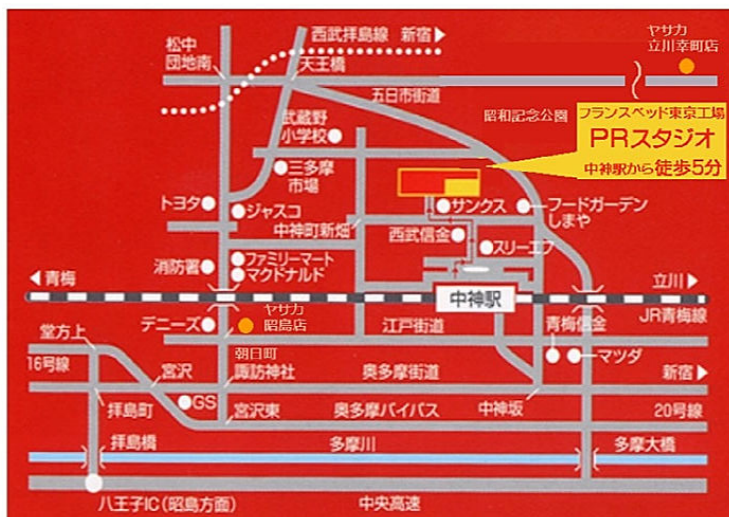 西武拝島線 新宿▶
松中
団地南
天王橋
ヤサカ
立川幸町店
五日市街道
昭和記念公園
フランスベッド東京工場
PRスタジオ
中神駅から徒歩5分
武蔵野
小学校
三多摩
市場
トヨタ
ジャスコ
中神町新畑
サンクス
フードガーデン
しまや
西武信金
スリーエフ
消防署
ファミリーマート
マクドナルド
◀青梅
立川▶
中神駅
JR青梅線
デニーズ
ヤサカ
昭島店
江戸街道
青梅信金
マツダ
堂方上
16号線
朝日町
宮沢
諏訪神社
奥多摩街道
新宿▶
拝島町
GS
宮沢東
奥多摩バイパス
中神坂
20号線
拝島橋
多摩川
多摩大橋
八王子IC(昭島方面)
中央高速